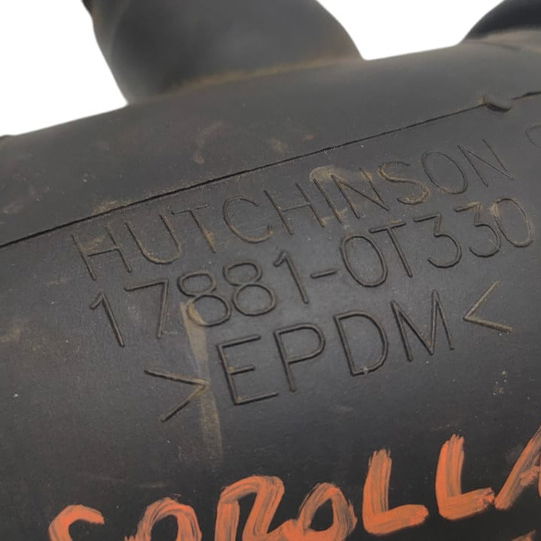 HUTCHINSON
17881-0T330
>EPDM<
COROLLA